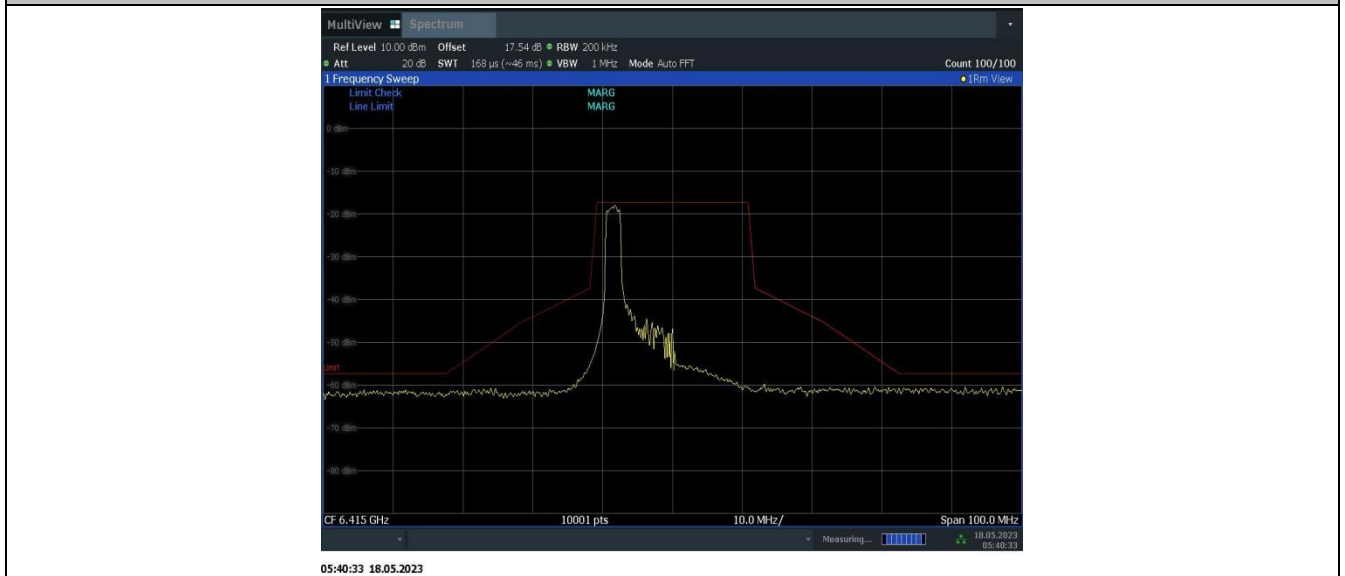 MultiView Spectrum
Ref Level 10.00 dBm Offset 17.54 dB RBW 200 kHz
Att 20 dB SWT 168 µs (~46 ms) VBW 1 MHz Mode Auto FFT Count 100/100
1 Frequency Sweep 1Rm View
Limit Check MARG
Line Limit MARG
0 dBm
-10 dBm
-20 dBm
-30 dBm
-40 dBm
-50 dBm
Limit
-60 dBm
-70 dBm
-80 dBm
CF 6.415 GHz 10001 pts 10.0 MHz/ Span 100.0 MHz
Measuring... 18.05.2023
05:40:33
05:40:33 18.05.2023